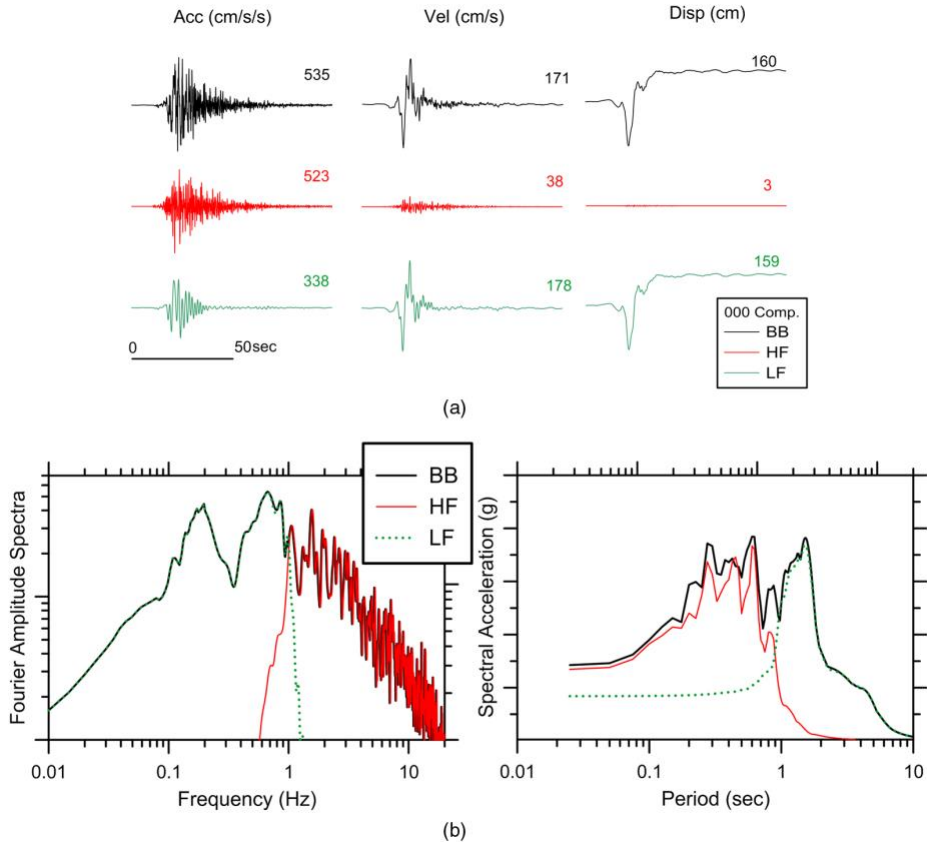 Acc (cm/s/s) Vel (cm/s) Disp (cm)
535 171 160
523 38 3
338 178 159
0 50sec
000 Comp.
BB
HF
LF
(a)
BB
HF
LF
Fourier Amplitude Spectra
0.01 0.1 1 10
Frequency (Hz)
Spectral Acceleration (g)
0.01 0.1 1 10
Period (sec)
(b)